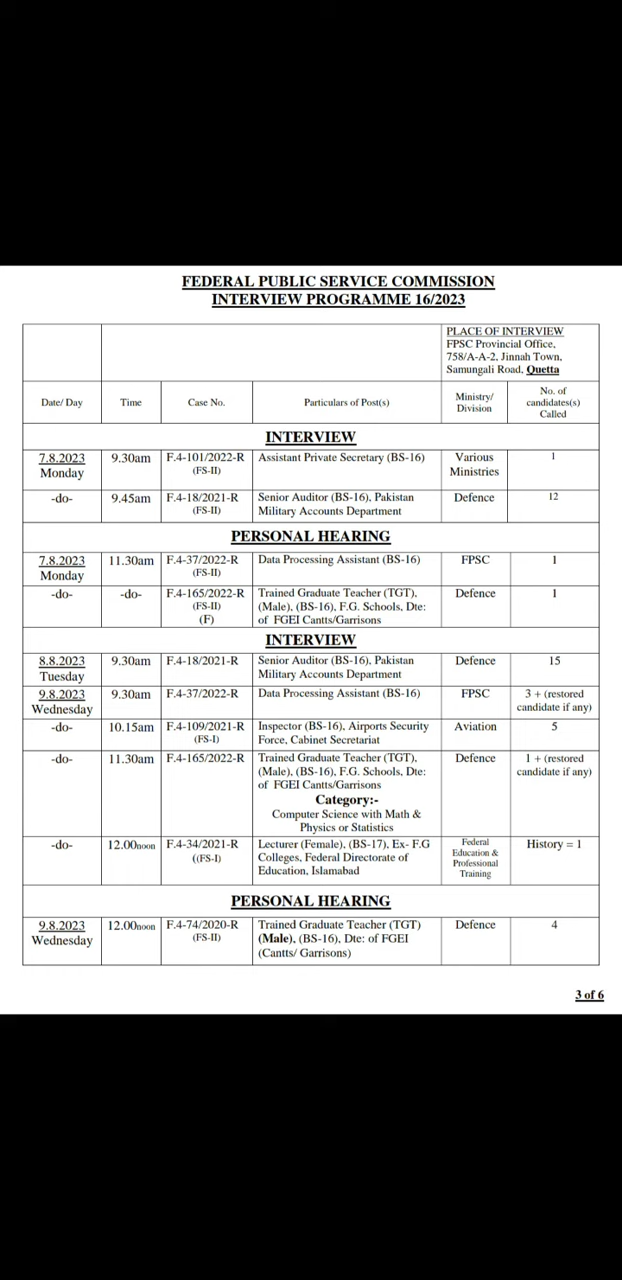 FEDERAL PUBLIC SERVICE COMMISSION
INTERVIEW PROGRAMME 16/2023
PLACE OF INTERVIEW
FPSC Provincial Office,
758/A-A-2, Jinnah Town,
Samungali Road, Quetta
Date/ Day Time Case No. Particulars of Post(s) Ministry/ Division No. of candidates(s) Called
INTERVIEW
7.8.2023 9.30am F.4-101/2022-R Assistant Private Secretary (BS-16) Various 1
Monday (FS-II) Ministries
-do- 9.45am F.4-18/2021-R Senior Auditor (BS-16), Pakistan Defence 12
(FS-II) Military Accounts Department
PERSONAL HEARING
7.8.2023 11.30am F.4-37/2022-R Data Processing Assistant (BS-16) FPSC 1
Monday (FS-II)
-do- -do- F.4-165/2022-R Trained Graduate Teacher (TGT), Defence 1
(FS-II) (Male), (BS-16), F.G. Schools, Dte:
(F) of FGEI Cantts/Garrisons
INTERVIEW
8.8.2023 9.30am F.4-18/2021-R Senior Auditor (BS-16), Pakistan Defence 15
Tuesday Military Accounts Department
9.8.2023 9.30am F.4-37/2022-R Data Processing Assistant (BS-16) FPSC 3 + (restored
Wednesday candidate if any)
-do- 10.15am F.4-109/2021-R Inspector (BS-16), Airports Security Aviation 5
(FS-I) Force, Cabinet Secretariat
-do- 11.30am F.4-165/2022-R Trained Graduate Teacher (TGT), Defence 1 + (restored
(Male), (BS-16), F.G. Schools, Dte: candidate if any)
of FGEI Cantts/Garrisons
Category:-
Computer Science with Math &
Physics or Statistics
-do- 12.00noon F.4-34/2021-R Lecturer (Female), (BS-17), Ex- F.G Federal History = 1
((FS-I) Colleges, Federal Directorate of Education &
Education, Islamabad Professional
Training
PERSONAL HEARING
9.8.2023 12.00noon F.4-74/2020-R Trained Graduate Teacher (TGT) Defence 4
Wednesday (FS-II) (Male), (BS-16), Dte: of FGEI
(Cantts/ Garrisons)
3 of 6